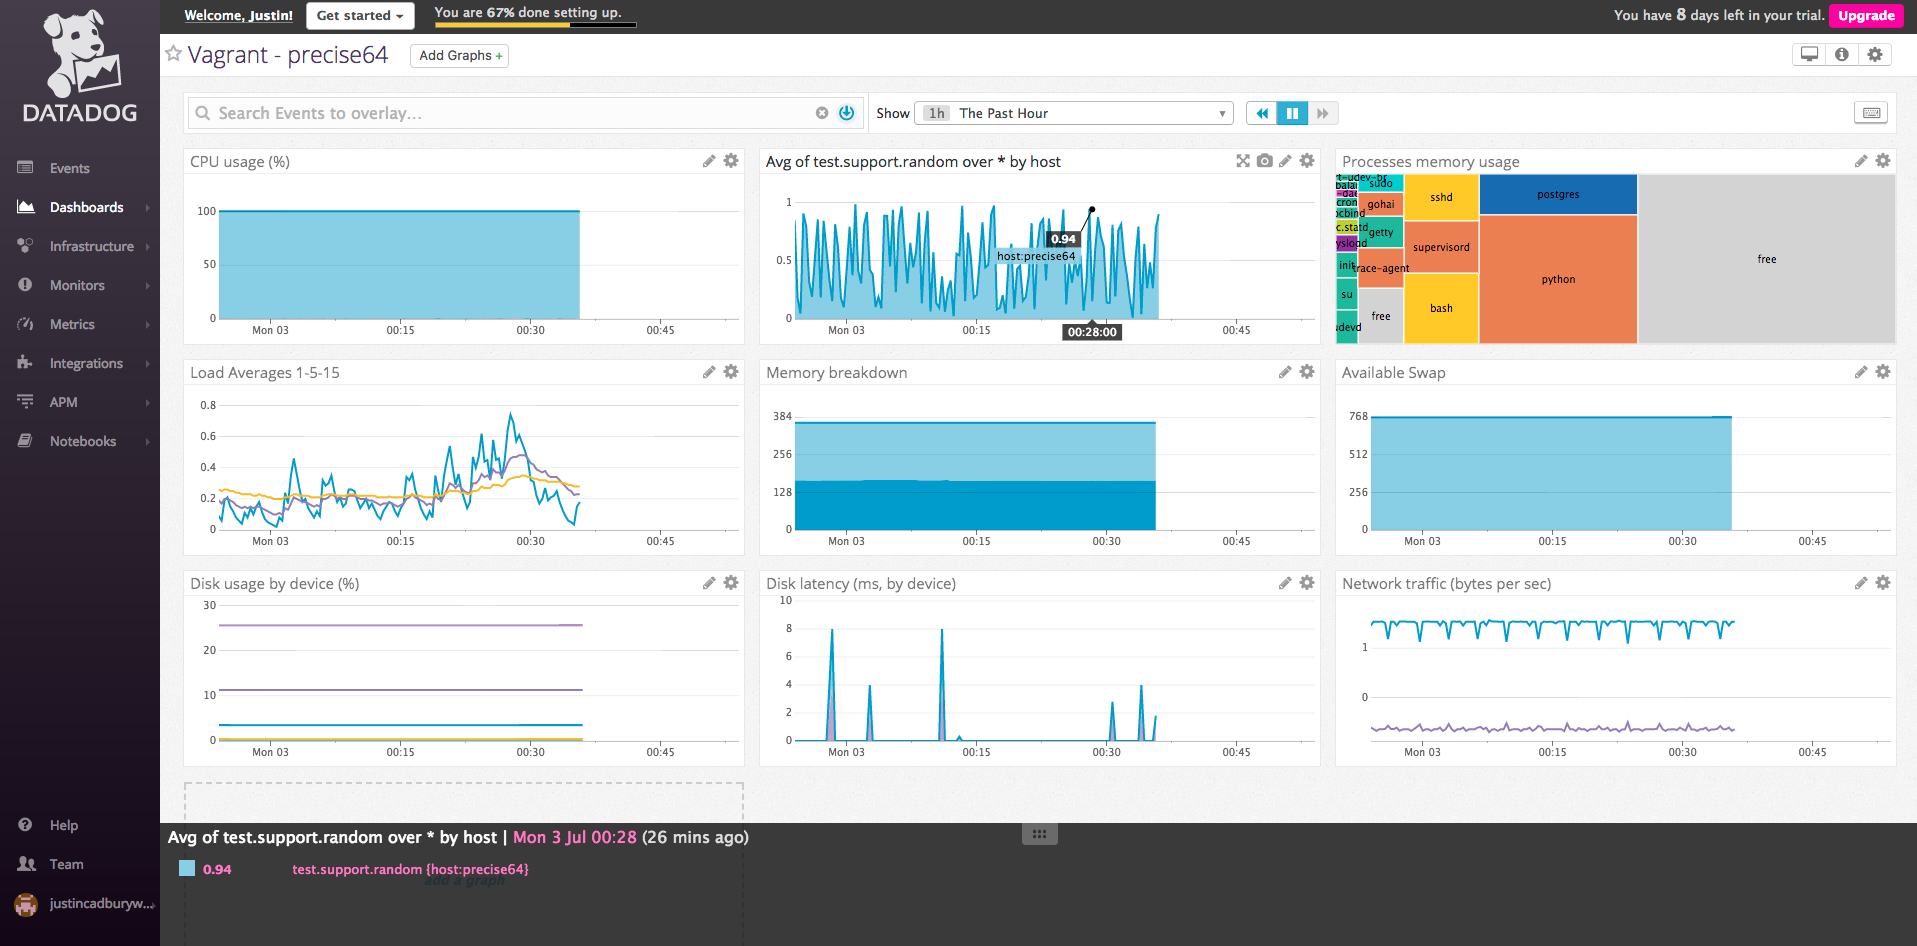 Welcome, Justin!
Get started
You are 67% done setting up.
You have 8 days left in your trial.
Upgrade
DATADOG
Vagrant - precise64
Add Graphs +
Search Events to overlay...
Show
1h The Past Hour
Events
Dashboards
Infrastructure
Monitors
Metrics
Integrations
APM
Notebooks
Help
Team
justincadburyw...
CPU usage (%)
100
50
0
Mon 03
00:15
00:30
00:45
Avg of test.support.random over * by host
1
0.5
0
0.94
host:precise64
Mon 03
00:15
00:28:00
00:45
Processes memory usage
sudo
cron
gohai
getty
init
trace-agent
su
free
sshd
supervisord
bash
postgres
python
free
Load Averages 1-5-15
0.8
0.6
0.4
0.2
0
Mon 03
00:15
00:30
00:45
Memory breakdown
384
256
128
0
Mon 03
00:15
00:30
00:45
Available Swap
768
512
256
0
Mon 03
00:15
00:30
00:45
Disk usage by device (%)
30
20
10
0
Mon 03
00:15
00:30
00:45
Disk latency (ms, by device)
10
8
6
4
2
0
Mon 03
00:15
00:30
00:45
Network traffic (bytes per sec)
1
0
Mon 03
00:15
00:30
00:45
Avg of test.support.random over * by host | Mon 3 Jul 00:28 (26 mins ago)
0.94
test.support.random {host:precise64}
add a graph